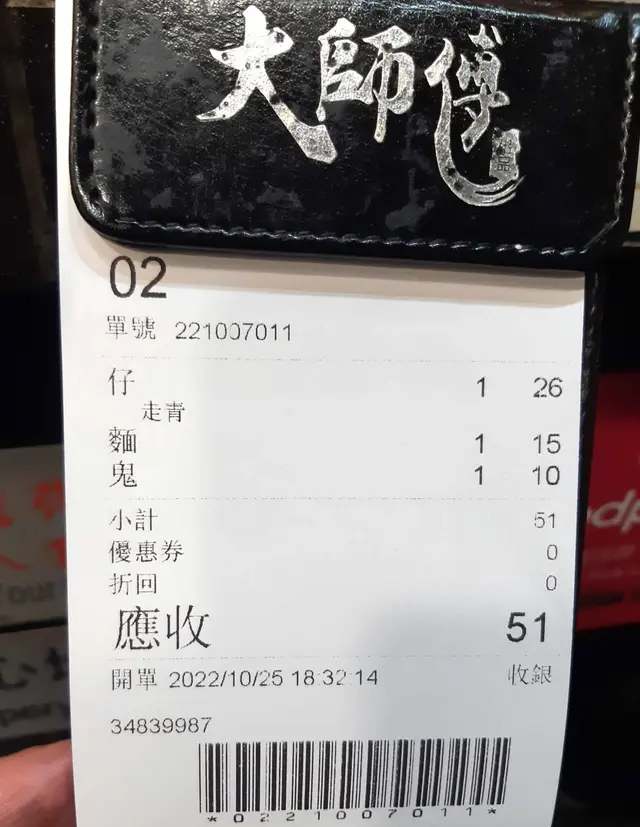 大師傅
02
單號 221007011
仔 1 26
走青
麵 1 15
鬼 1 10
小計 51
優惠券 0
折回 0
應收 51
開單 2022/10/25 18:32:14 收銀
34839987
*0221007011*